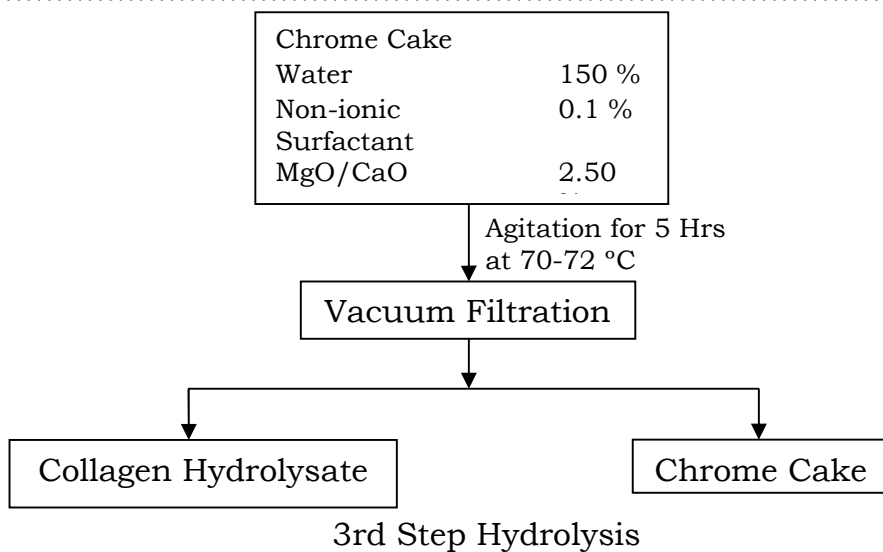 Chrome Cake
Water 150 %
Non-ionic 0.1 %
Surfactant
MgO/CaO 2.50
Agitation for 5 Hrs
at 70-72 ºC
Vacuum Filtration
Collagen Hydrolysate
Chrome Cake
3rd Step Hydrolysis